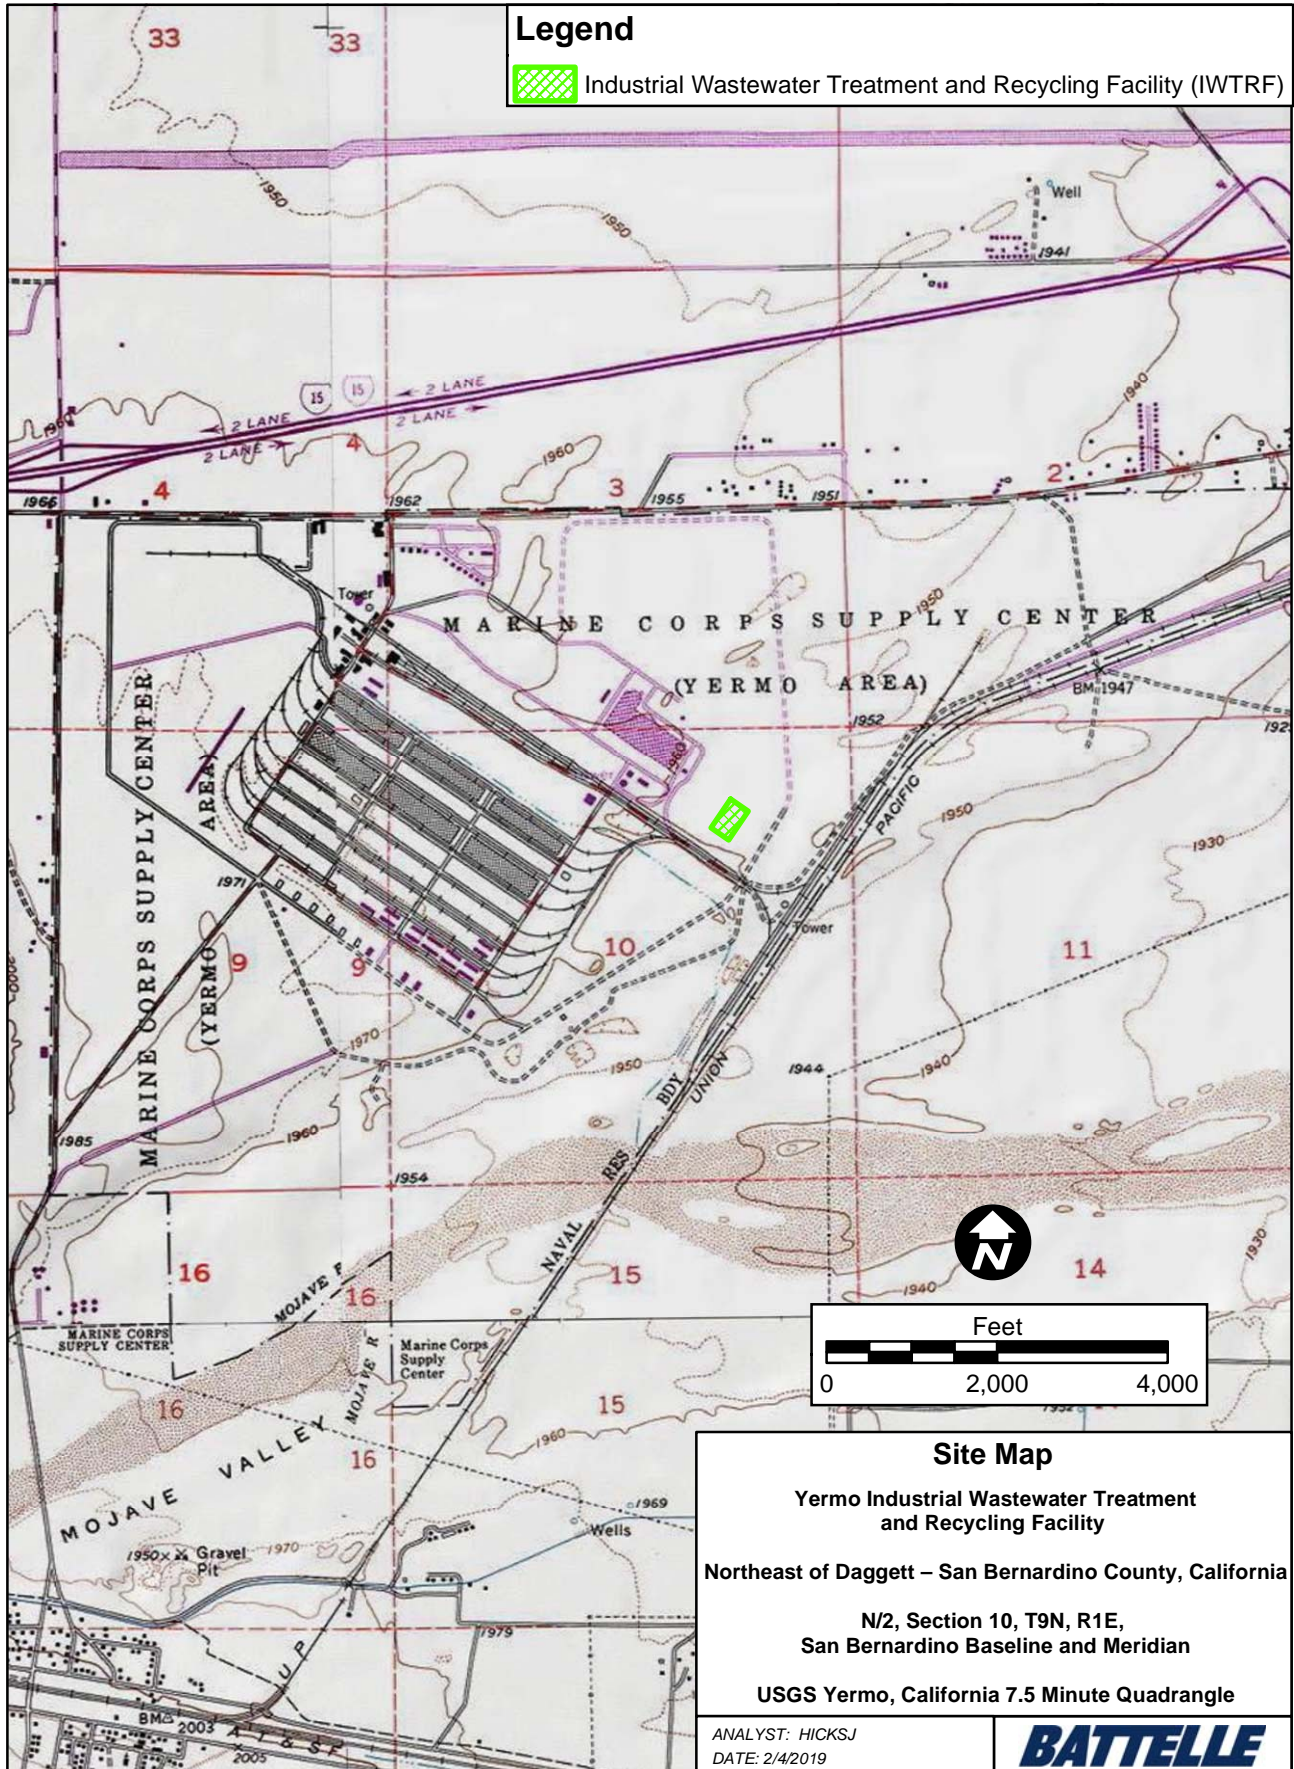 33
33
Legend
Industrial Wastewater Treatment and Recycling Facility (IWTRF)
1950
1950
Well
1941
15
15
2 LANE
2 LANE
2 LANE
2 LANE
1960
4
4
1960
3
2
1940
1966
1962
1955
1951
Tower
MARINE CORPS SUPPLY CENTER
(YERMO AREA)
1950
BM 1947
1952
1960
MARINE CORPS SUPPLY CENTER
(YERMO AREA)
PACIFIC
1950
1930
1971
Tower
9
9
10
11
2000
1970
1950
1944
1940
BDY
UNION
1985
1960
RES
1954
NAVAL
16
MOJAVE R
16
15
14
1930
1940
MARINE CORPS
SUPPLY CENTER
MOJAVE R
Marine Corps
Supply
Center
Feet
0 2,000 4,000
N
16
15
1960
16
MOJAVE VALLEY
1969
Wells
1950
Gravel
Pit
1970
1979
U P
BM
2003
A T & S F
2005
Site Map
Yermo Industrial Wastewater Treatment
and Recycling Facility
Northeast of Daggett – San Bernardino County, California
N/2, Section 10, T9N, R1E,
San Bernardino Baseline and Meridian
USGS Yermo, California 7.5 Minute Quadrangle
ANALYST: HICKSJ
DATE: 2/4/2019
BATTELLE